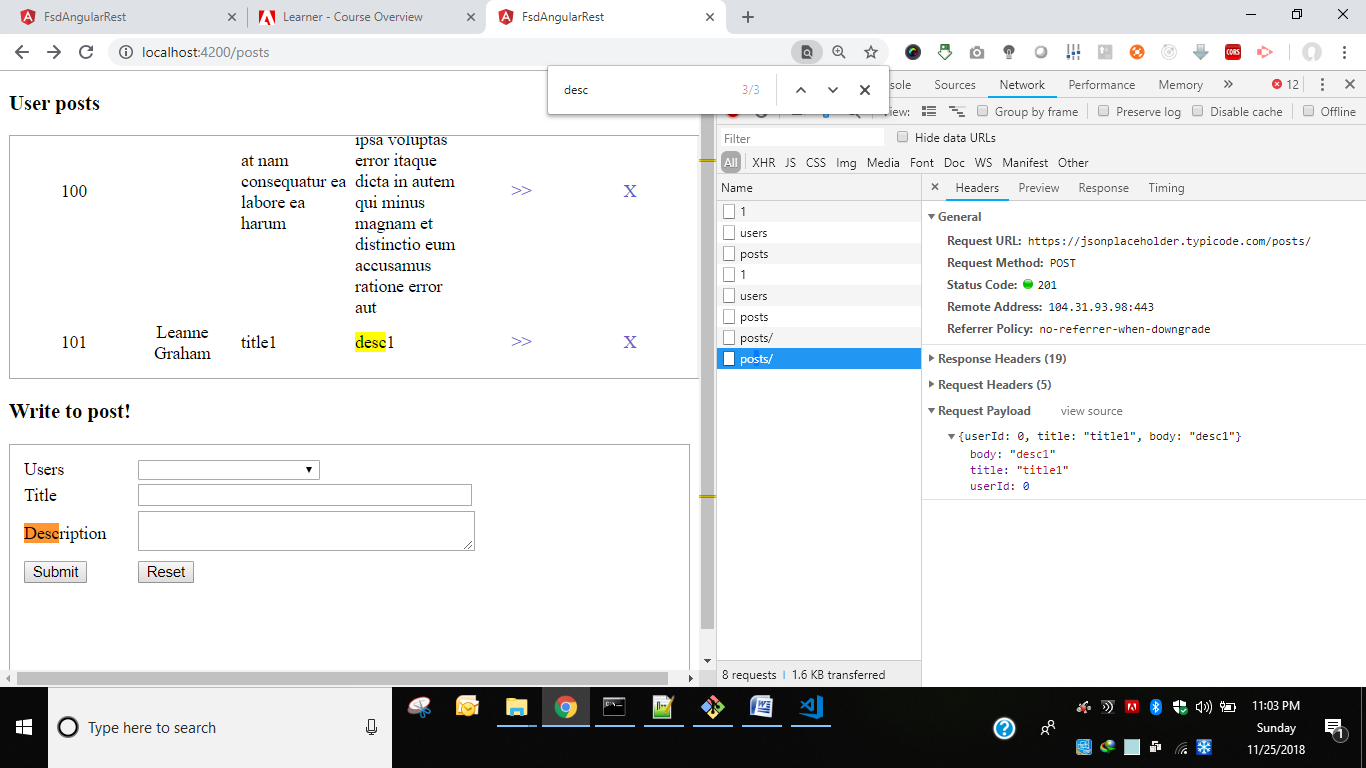 FsdAngularRest
Learner - Course Overview
FsdAngularRest
localhost:4200/posts
desc
3/3
User posts
100
at nam
consequatur ea
labore ea
harum
ipsa voluptas
error itaque
dicta in autem
qui minus
magnam et
distinctio eum
accusamus
ratione error
aut
>>
X
101
Leanne
Graham
title1
desc1
>>
X
Write to post!
Users
Title
Description
Submit
Reset
sole
Sources
Network
Performance
Memory
»
12
View:
Group by frame
Preserve log
Disable cache
Offline
Filter
Hide data URLs
All
XHR
JS
CSS
Img
Media
Font
Doc
WS
Manifest
Other
Name
1
users
posts
1
users
posts
posts/
posts/
8 requests
1.6 KB transferred
Headers
Preview
Response
Timing
General
Request URL: https://jsonplaceholder.typicode.com/posts/
Request Method: POST
Status Code: 201
Remote Address: 104.31.93.98:443
Referrer Policy: no-referrer-when-downgrade
Response Headers (19)
Request Headers (5)
Request Payload view source
{userId: 0, title: "title1", body: "desc1"}
body: "desc1"
title: "title1"
userId: 0
CORS
Type here to search
11:03 PM
Sunday
11/25/2018
1